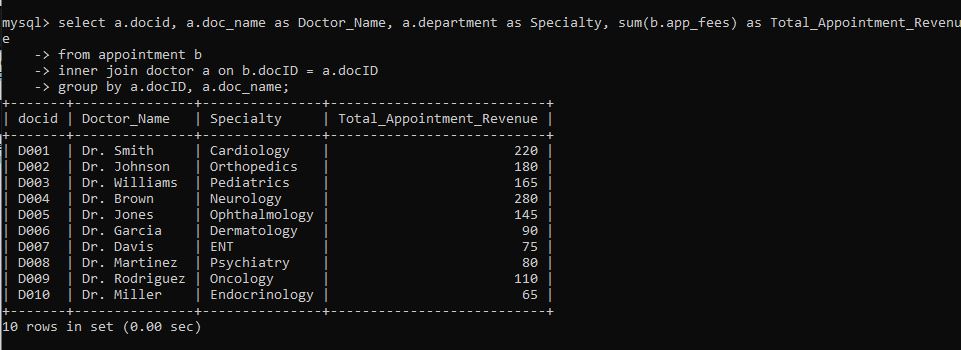 mysql> select a.docid, a.doc_name as Doctor_Name, a.department as Specialty, sum(b.app_fees) as Total_Appointment_Revenu
e
    -> from appointment b
    -> inner join doctor a on b.docID = a.docID
    -> group by a.docID, a.doc_name;
+-------+---------------+---------------+---------------------------+
| docid | Doctor_Name   | Specialty     | Total_Appointment_Revenue |
+-------+---------------+---------------+---------------------------+
| D001  | Dr. Smith     | Cardiology    |                       220 |
| D002  | Dr. Johnson   | Orthopedics   |                       180 |
| D003  | Dr. Williams  | Pediatrics    |                       165 |
| D004  | Dr. Brown     | Neurology     |                       280 |
| D005  | Dr. Jones     | Ophthalmology |                       145 |
| D006  | Dr. Garcia    | Dermatology   |                        90 |
| D007  | Dr. Davis     | ENT           |                        75 |
| D008  | Dr. Martinez  | Psychiatry    |                        80 |
| D009  | Dr. Rodriguez | Oncology      |                       110 |
| D010  | Dr. Miller    | Endocrinology |                        65 |
+-------+---------------+---------------+---------------------------+
10 rows in set (0.00 sec)